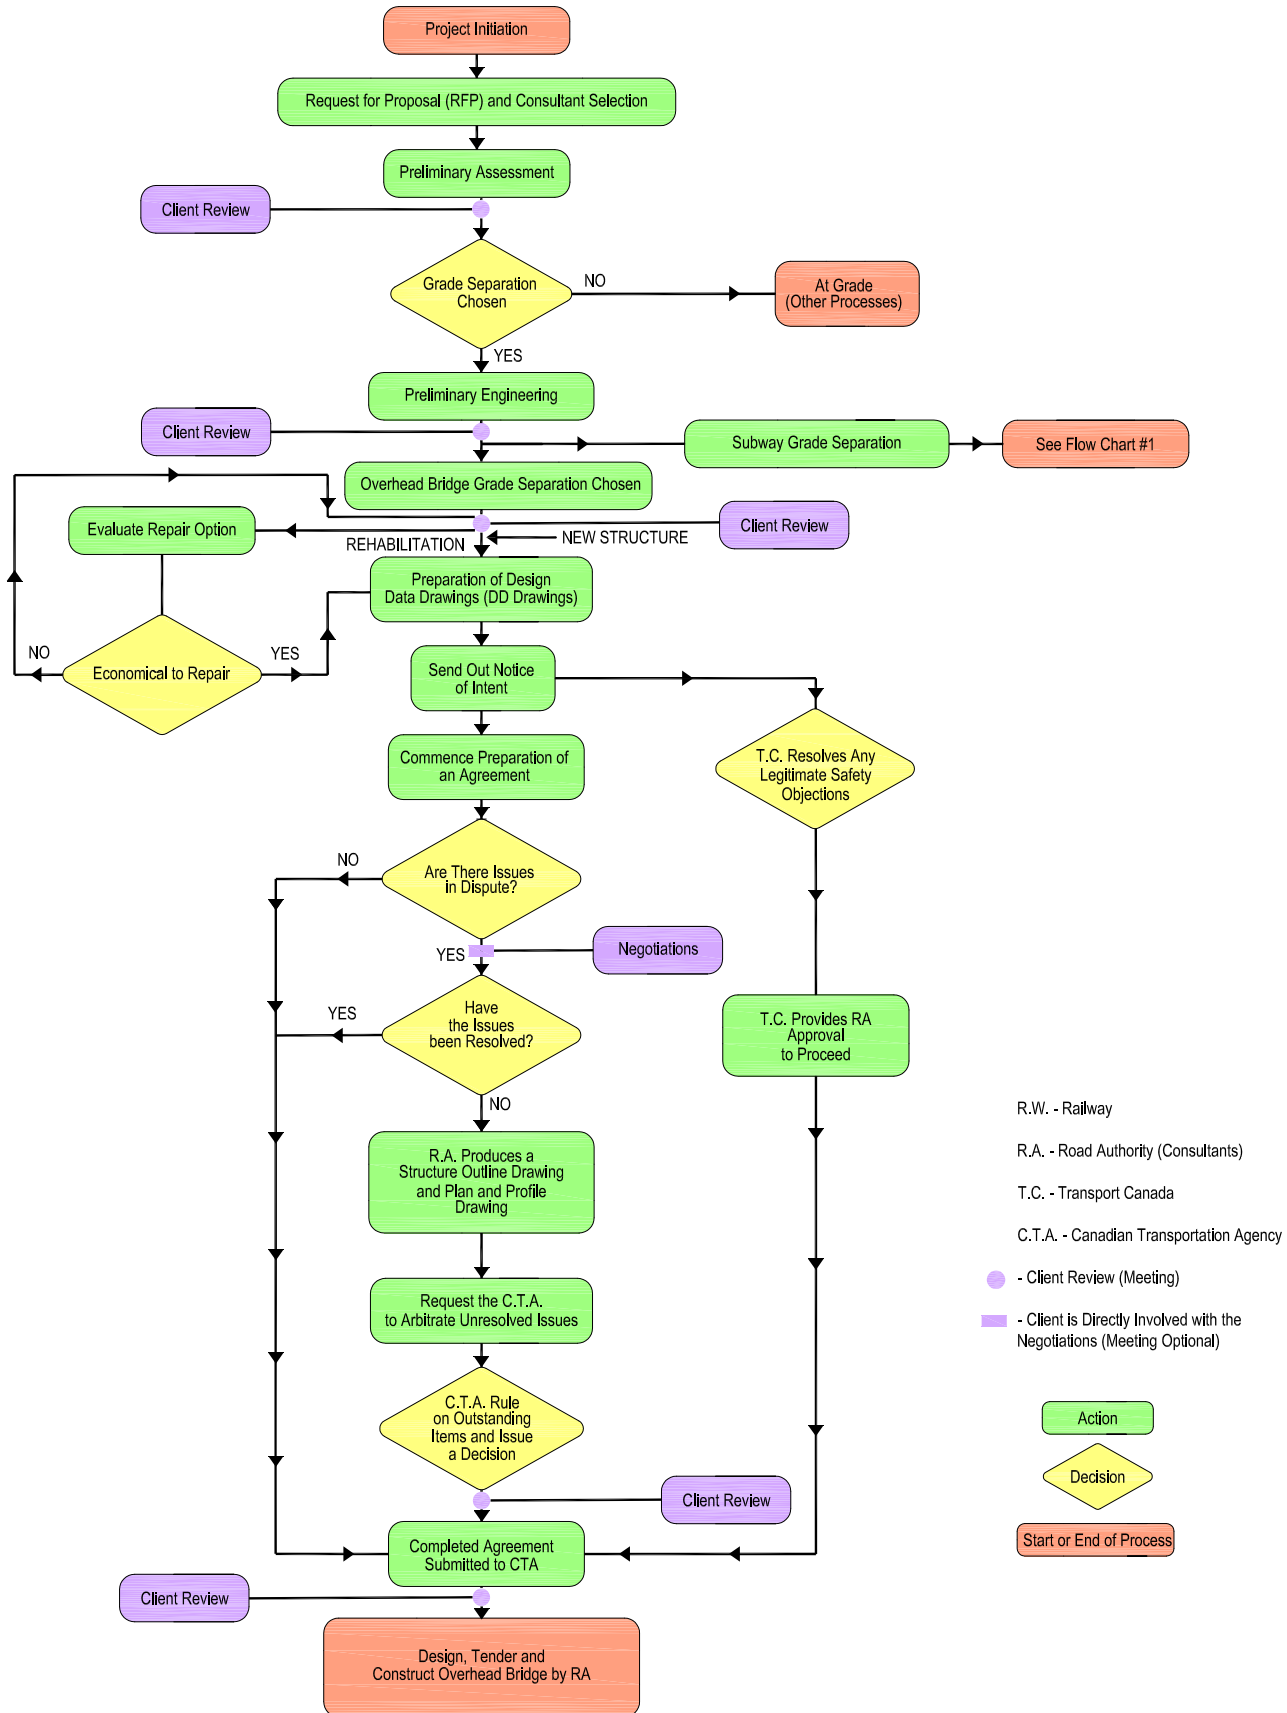 Project Initiation
Request for Proposal (RFP) and Consultant Selection
Preliminary Assessment
Client Review
Grade Separation
Chosen
NO
At Grade
(Other Processes)
YES
Preliminary Engineering
Client Review
Subway Grade Separation
See Flow Chart #1
Overhead Bridge Grade Separation Chosen
Evaluate Repair Option
Client Review
REHABILITATION
NEW STRUCTURE
Preparation of Design
Data Drawings (DD Drawings)
NO
Economical to Repair
YES
Send Out Notice
of Intent
Commence Preparation of
an Agreement
T.C. Resolves Any
Legitimate Safety
Objections
NO
Are There Issues
in Dispute?
YES
Negotiations
YES
Have
the Issues
been Resolved?
T.C. Provides RA
Approval
to Proceed
NO
R.A. Produces a
Structure Outline Drawing
and Plan and Profile
Drawing
Request the C.T.A.
to Arbitrate Unresolved Issues
C.T.A. Rule
on Outstanding
Items and Issue
a Decision
Client Review
Completed Agreement
Submitted to CTA
Client Review
Design, Tender and
Construct Overhead Bridge by RA
R.W. - Railway
R.A. - Road Authority (Consultants)
T.C. - Transport Canada
C.T.A. - Canadian Transportation Agency
- Client Review (Meeting)
- Client is Directly Involved with the
Negotiations (Meeting Optional)
Action
Decision
Start or End of Process